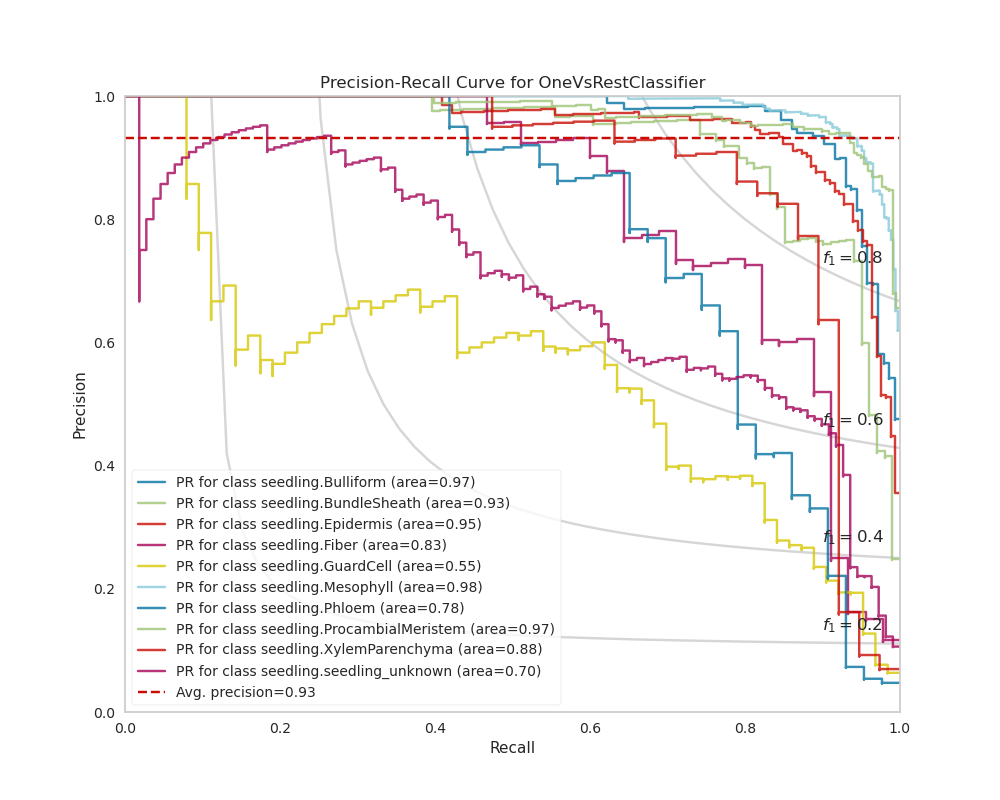 Precision-Recall Curve for OneVsRestClassifier
1.0
0.8
0.6
0.4
0.2
0.0
Precision
f1 = 0.8
f1 = 0.6
f1 = 0.4
f1 = 0.2
PR for class seedling.Bulliform (area=0.97)
PR for class seedling.BundleSheath (area=0.93)
PR for class seedling.Epidermis (area=0.95)
PR for class seedling.Fiber (area=0.83)
PR for class seedling.GuardCell (area=0.55)
PR for class seedling.Mesophyll (area=0.98)
PR for class seedling.Phloem (area=0.78)
PR for class seedling.ProcambialMeristem (area=0.97)
PR for class seedling.XylemParenchyma (area=0.88)
PR for class seedling.seedling_unknown (area=0.70)
Avg. precision=0.93
0.0 0.2 0.4 0.6 0.8 1.0
Recall